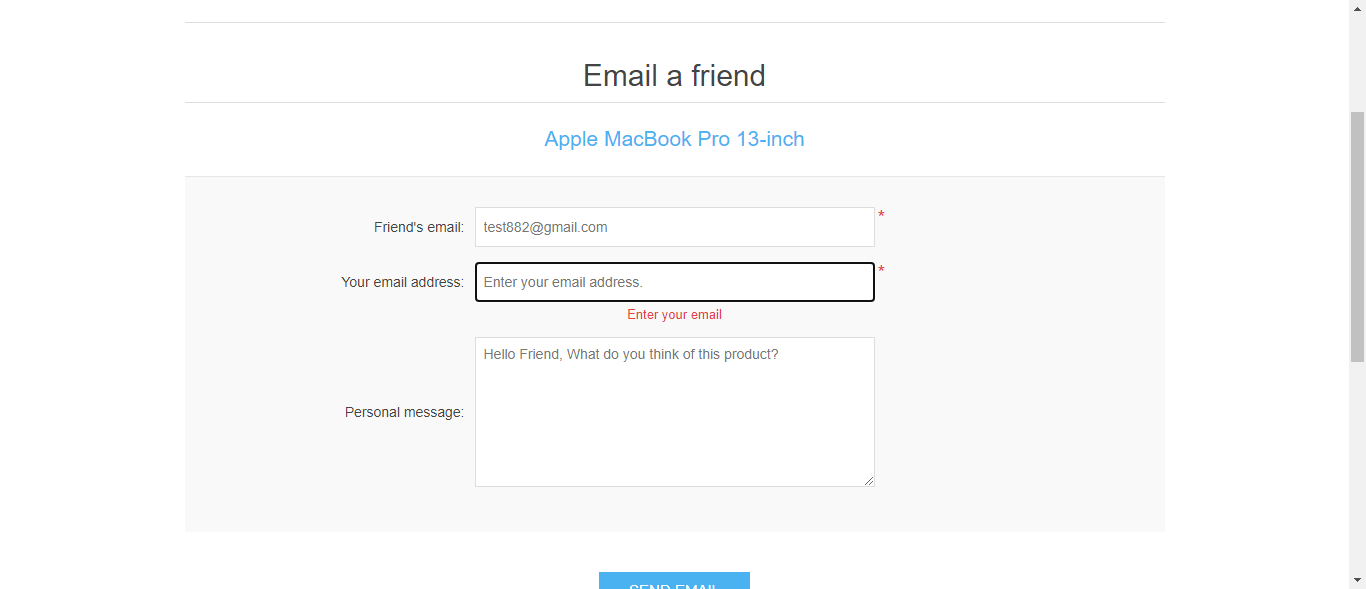 Email a friend
Apple MacBook Pro 13-inch
Friend's email: test882@gmail.com *
Your email address: Enter your email address. *
Enter your email
Hello Friend, What do you think of this product?
Personal message:
SEND EMAIL